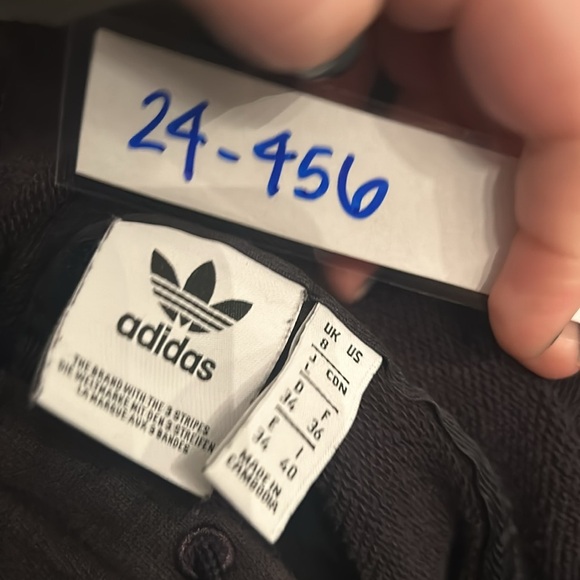 24-456
adidas
THE BRAND WITH THE 3 STRIPES
DIE WELTMARKE MIT DEN 3 STREIFEN
LA MARQUE AUX 3 BANDES
UK US
8
J CDN
L
D F
34 36
E I
34 40
MADE IN
CAMBODIA